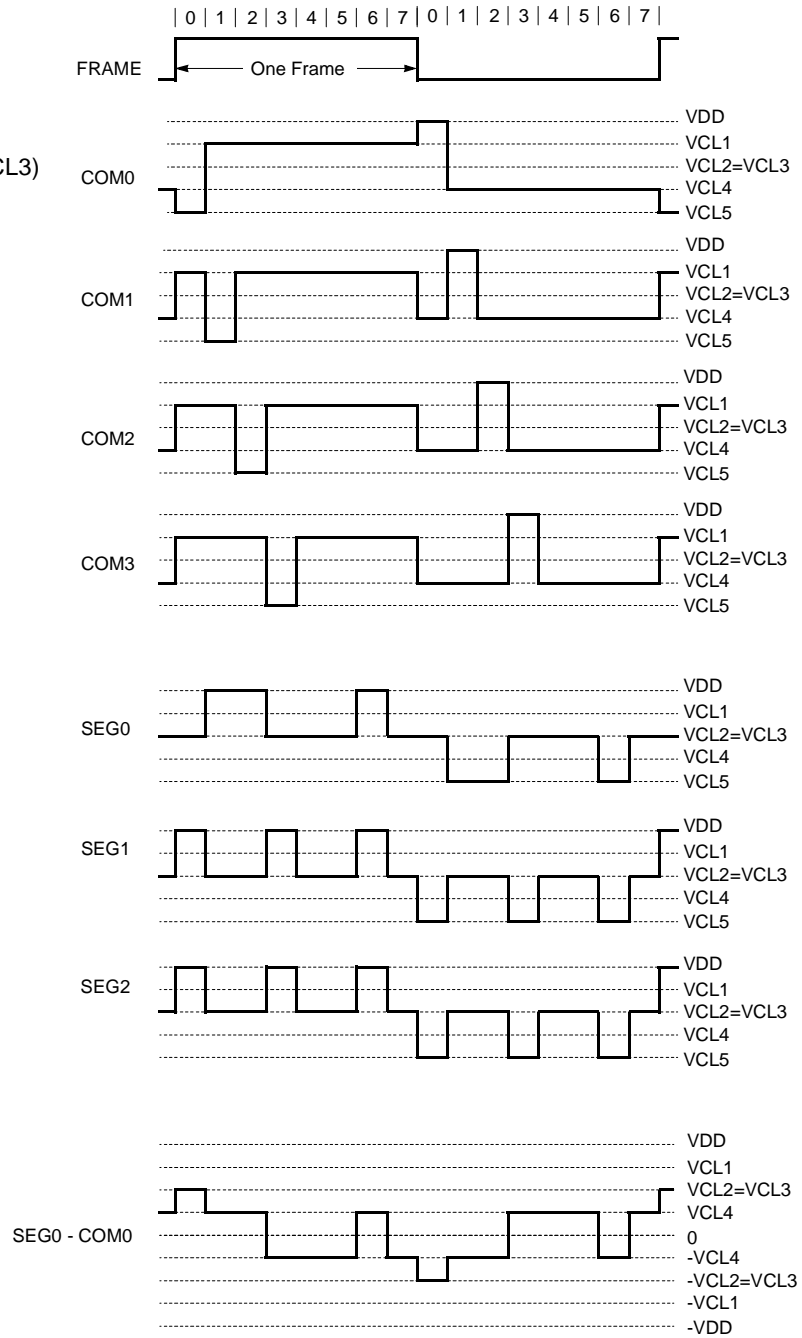 | 0 | 1 | 2 | 3 | 4 | 5 | 6 | 7 | 0 | 1 | 2 | 3 | 4 | 5 | 6 | 7 |
FRAME
One Frame
CL3)
COM0
VDD
VCL1
VCL2=VCL3
VCL4
VCL5
COM1
VDD
VCL1
VCL2=VCL3
VCL4
VCL5
COM2
VDD
VCL1
VCL2=VCL3
VCL4
VCL5
COM3
VDD
VCL1
VCL2=VCL3
VCL4
VCL5
SEG0
VDD
VCL1
VCL2=VCL3
VCL4
VCL5
SEG1
VDD
VCL1
VCL2=VCL3
VCL4
VCL5
SEG2
VDD
VCL1
VCL2=VCL3
VCL4
VCL5
SEG0 - COM0
VDD
VCL1
VCL2=VCL3
VCL4
0
-VCL4
-VCL2=VCL3
-VCL1
-VDD